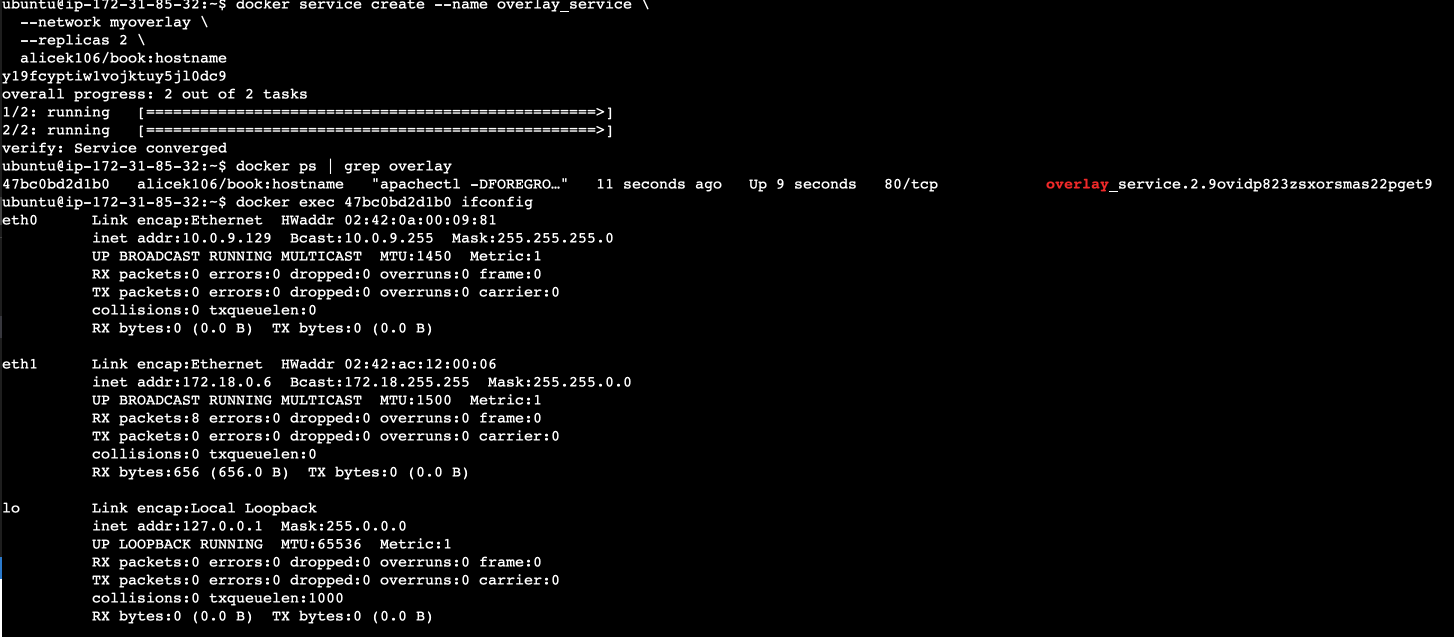 ubuntu@ip-172-31-85-32:~$ docker service create --name overlay_service \
  --network myoverlay \
  --replicas 2 \
  alicek106/book:hostname
y19fcyptiw1vojktuy5jl0dc9
overall progress: 2 out of 2 tasks
1/2: running   [==================================================>]
2/2: running   [==================================================>]
verify: Service converged
ubuntu@ip-172-31-85-32:~$ docker ps | grep overlay
47bc0bd2d1b0   alicek106/book:hostname   "apachectl -DFOREGRO…"   11 seconds ago   Up 9 seconds   80/tcp            overlay_service.2.9ovidp823zsxorsmas22pget9
ubuntu@ip-172-31-85-32:~$ docker exec 47bc0bd2d1b0 ifconfig
eth0      Link encap:Ethernet  HWaddr 02:42:0a:00:09:81
          inet addr:10.0.9.129  Bcast:10.0.9.255  Mask:255.255.255.0
          UP BROADCAST RUNNING MULTICAST  MTU:1450  Metric:1
          RX packets:0 errors:0 dropped:0 overruns:0 frame:0
          TX packets:0 errors:0 dropped:0 overruns:0 carrier:0
          collisions:0 txqueuelen:0
          RX bytes:0 (0.0 B)  TX bytes:0 (0.0 B)

eth1      Link encap:Ethernet  HWaddr 02:42:ac:12:00:06
          inet addr:172.18.0.6  Bcast:172.18.255.255  Mask:255.255.0.0
          UP BROADCAST RUNNING MULTICAST  MTU:1500  Metric:1
          RX packets:8 errors:0 dropped:0 overruns:0 frame:0
          TX packets:0 errors:0 dropped:0 overruns:0 carrier:0
          collisions:0 txqueuelen:0
          RX bytes:656 (656.0 B)  TX bytes:0 (0.0 B)

lo        Link encap:Local Loopback
          inet addr:127.0.0.1  Mask:255.0.0.0
          UP LOOPBACK RUNNING  MTU:65536  Metric:1
          RX packets:0 errors:0 dropped:0 overruns:0 frame:0
          TX packets:0 errors:0 dropped:0 overruns:0 carrier:0
          collisions:0 txqueuelen:1000
          RX bytes:0 (0.0 B)  TX bytes:0 (0.0 B)